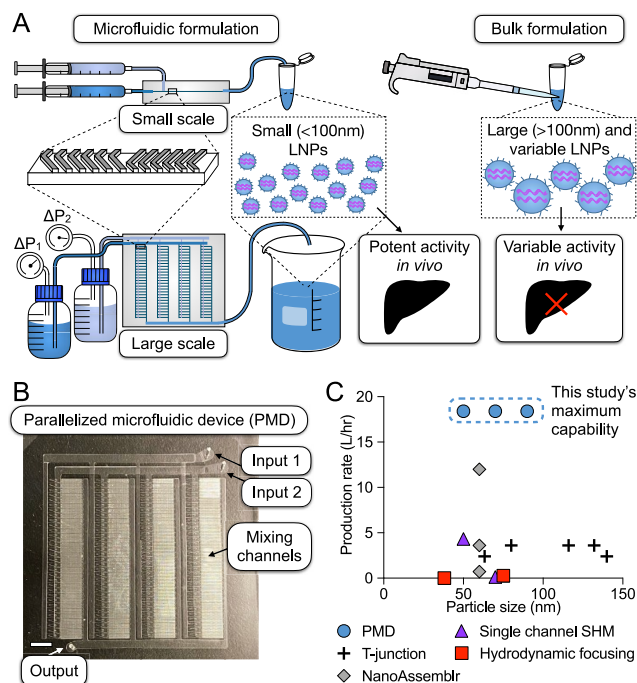 A
Microfluidic formulation
Bulk formulation
Small scale
Small (<100nm)
LNPs
Large (>100nm) and
variable LNPs
ΔP2
ΔP1
Potent activity
in vivo
Variable activity
in vivo
Large scale
B
Parallelized microfluidic device (PMD)
Input 1
Input 2
Mixing
channels
Output
C
This study's
maximum
capability
Production rate (L/hr)
20
15
10
5
0
0
50
100
150
Particle size (nm)
PMD
Single channel SHM
T-junction
Hydrodynamic focusing
NanoAssemblr